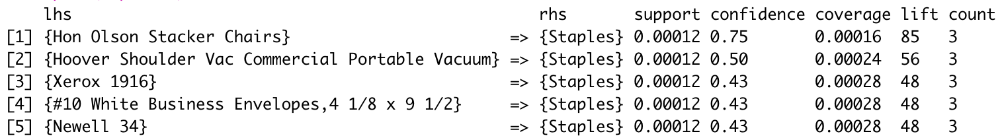 lhs rhs support confidence coverage lift count
[1] {Hon Olson Stacker Chairs} => {Staples} 0.00012 0.75 0.00016 85 3
[2] {Hoover Shoulder Vac Commercial Portable Vacuum} => {Staples} 0.00012 0.50 0.00024 56 3
[3] {Xerox 1916} => {Staples} 0.00012 0.43 0.00028 48 3
[4] {#10 White Business Envelopes,4 1/8 x 9 1/2} => {Staples} 0.00012 0.43 0.00028 48 3
[5] {Newell 34} => {Staples} 0.00012 0.43 0.00028 48 3